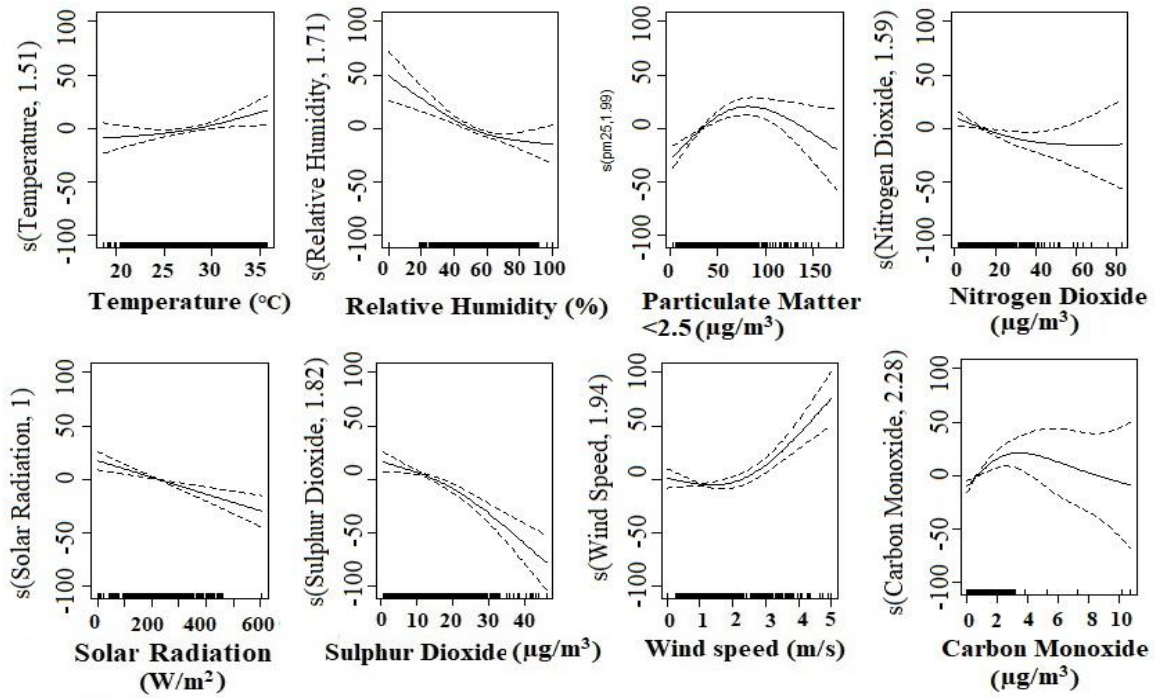 s(Temperature, 1.51)
100
50
0
-50
-100
20 25 30 35
Temperature (°C)
s(Relative Humidity, 1.71)
100
50
0
-50
-100
0 20 40 60 80 100
Relative Humidity (%)
s(pm25,1.99)
100
50
0
-50
-100
0 50 100 150
Particulate Matter
<2.5 (µg/m³)
s(Nitrogen Dioxide, 1.59)
100
50
0
-50
-100
0 20 40 60 80
Nitrogen Dioxide
(µg/m³)
s(Solar Radiation, 1)
100
50
0
-50
-100
0 200 400 600
Solar Radiation
(W/m²)
s(Sulphur Dioxide, 1.82)
100
50
0
-50
-100
0 10 20 30 40
Sulphur Dioxide (µg/m³)
s(Wind Speed, 1.94)
100
50
0
-50
-100
0 1 2 3 4 5
Wind speed (m/s)
s(Carbon Monoxide, 2.28)
100
50
0
-50
-100
0 2 4 6 8 10
Carbon Monoxide
(µg/m³)